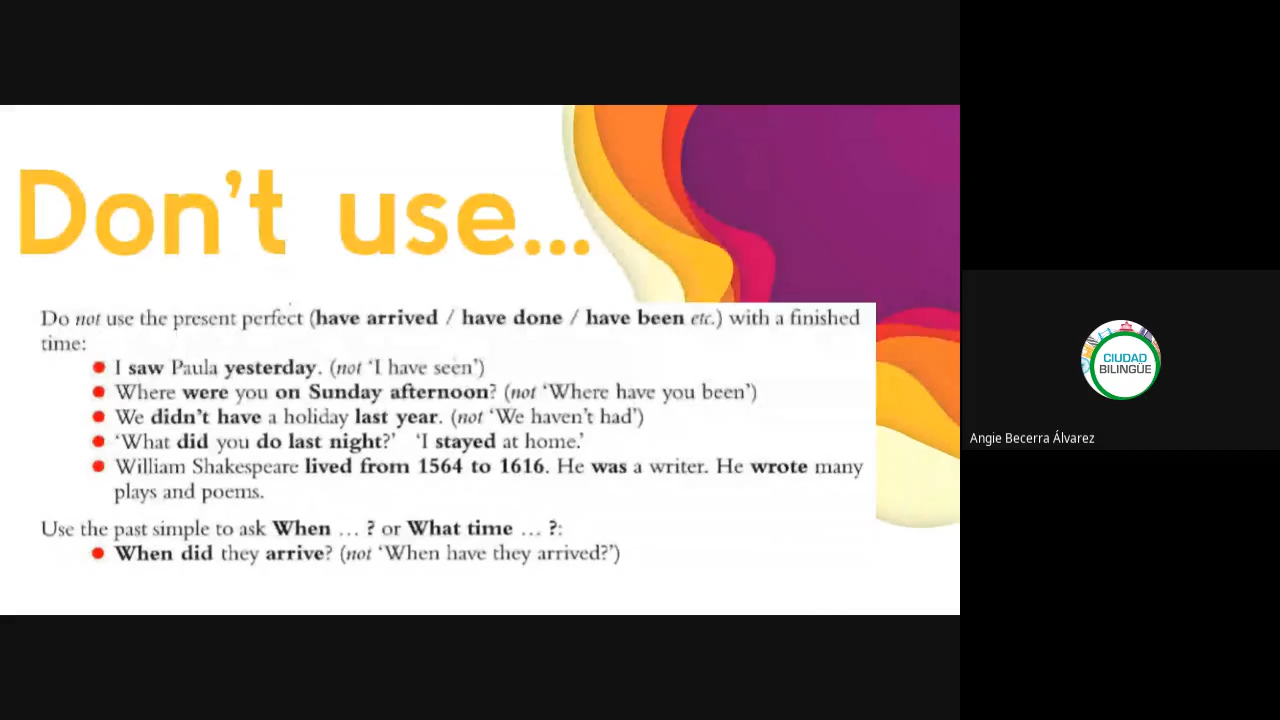 Don't use...
Do not use the present perfect (have arrived / have done / have been etc.) with a finished
time:
I saw Paula yesterday. (not 'I have seen')
Where were you on Sunday afternoon? (not 'Where have you been')
We didn't have a holiday last year. (not 'We haven't had')
'What did you do last night?' 'I stayed at home.'
William Shakespeare lived from 1564 to 1616. He was a writer. He wrote many
plays and poems.
Use the past simple to ask When ... ? or What time ... ?:
When did they arrive? (not 'When have they arrived?')
CIUDAD
BILINGÜE
Angie Becerra Álvarez